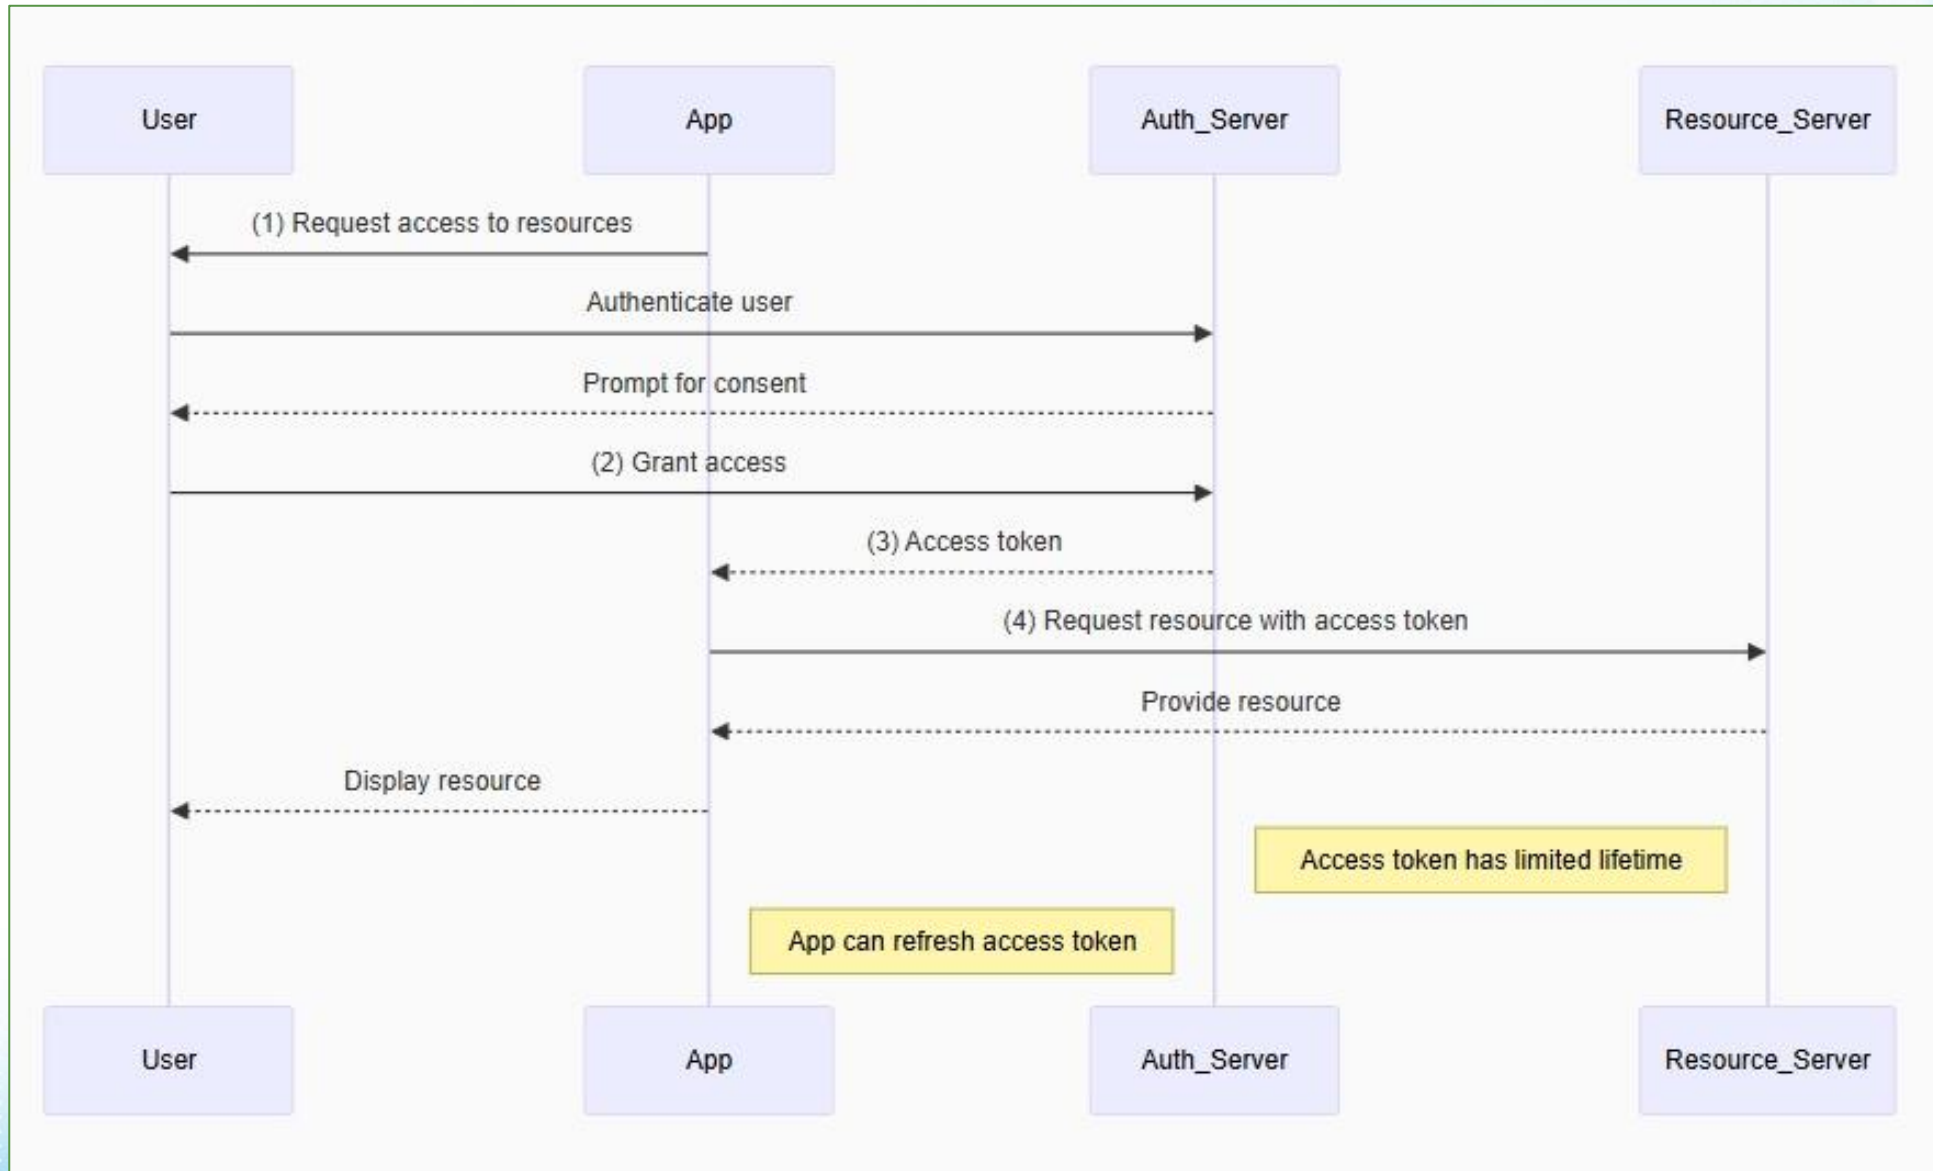 User
App
Auth_Server
Resource_Server
(1) Request access to resources
Authenticate user
Prompt for consent
(2) Grant access
(3) Access token
(4) Request resource with access token
Provide resource
Display resource
Access token has limited lifetime
App can refresh access token
User
App
Auth_Server
Resource_Server